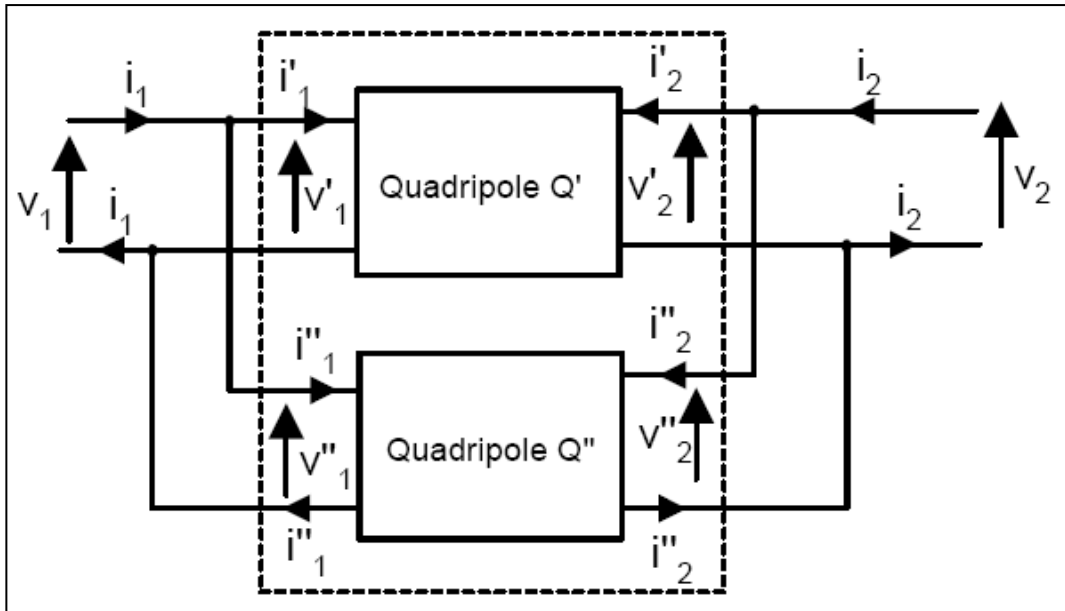 i₁ i'₁ i'₂ i₂
v₁ v'₁ Quadripole Q' v'₂ v₂
i₁ i₂
i"₁ i"₂
v"₁ Quadripole Q" v"₂
i"₁ i"₂